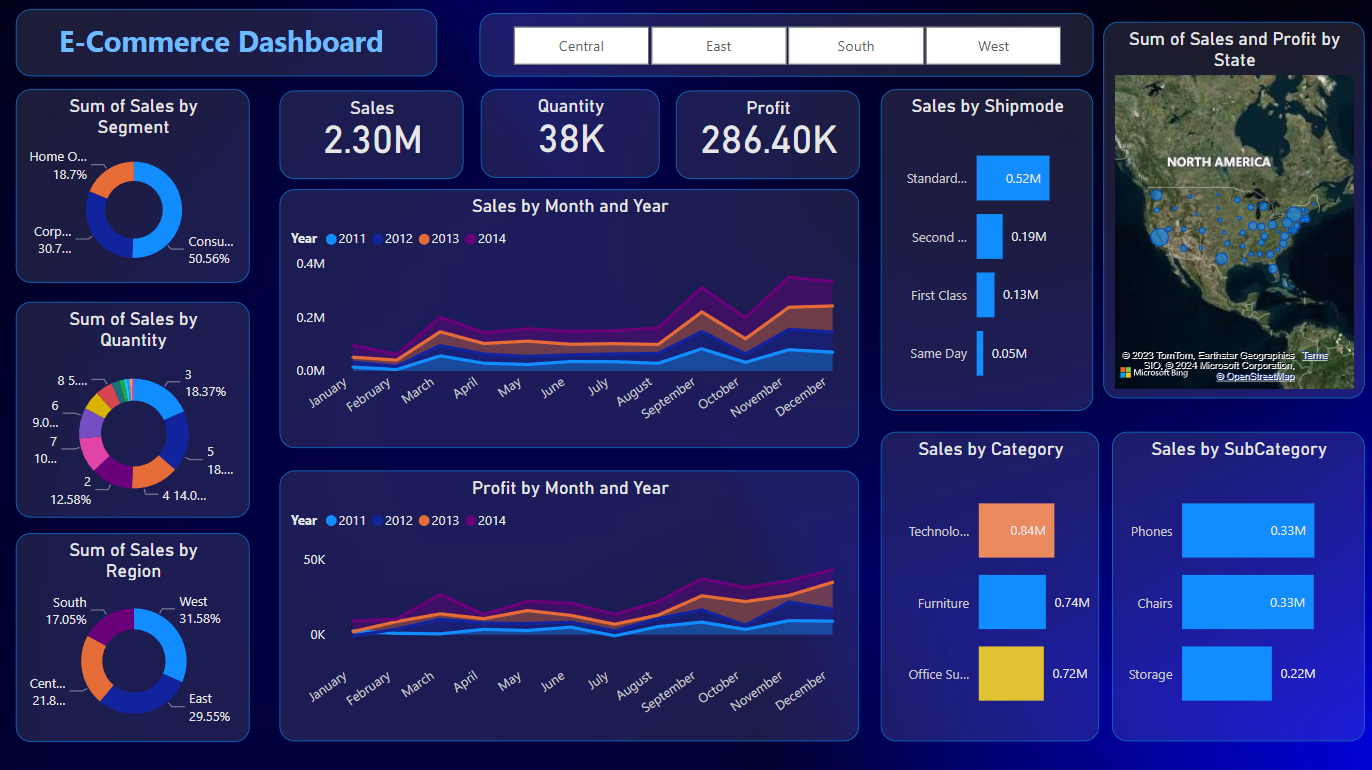 E-Commerce Dashboard
Central
East
South
West
Sum of Sales and Profit by
State
NORTH AMERICA
© 2023 TomTom, Earthstar Geographics
SIO, © 2024 Microsoft Corporation,
© OpenStreetMap
Terms
Microsoft Bing
Sum of Sales by
Segment
Home O...
18.7%
Corp...
30.7...
Consu...
50.56%
Sales
2.30M
Quantity
38K
Profit
286.40K
Sales by Shipmode
Standard...
0.52M
Second ...
0.19M
First Class
0.13M
Same Day
0.05M
Sales by Month and Year
Year 2011 2012 2013 2014
0.4M
0.2M
0.0M
January
February
March
April
May
June
July
August
September
October
November
December
Sum of Sales by
Quantity
8 5....
3
18.37%
6
9.0...
7
10...
2
12.58%
4 14.0...
5
18....
Profit by Month and Year
Year 2011 2012 2013 2014
50K
0K
January
February
March
April
May
June
July
August
September
October
November
December
Sum of Sales by
Region
South
17.05%
West
31.58%
Cent...
21.8...
East
29.55%
Sales by Category
Technolo...
0.84M
Furniture
0.74M
Office Su...
0.72M
Sales by SubCategory
Phones
0.33M
Chairs
0.33M
Storage
0.22M